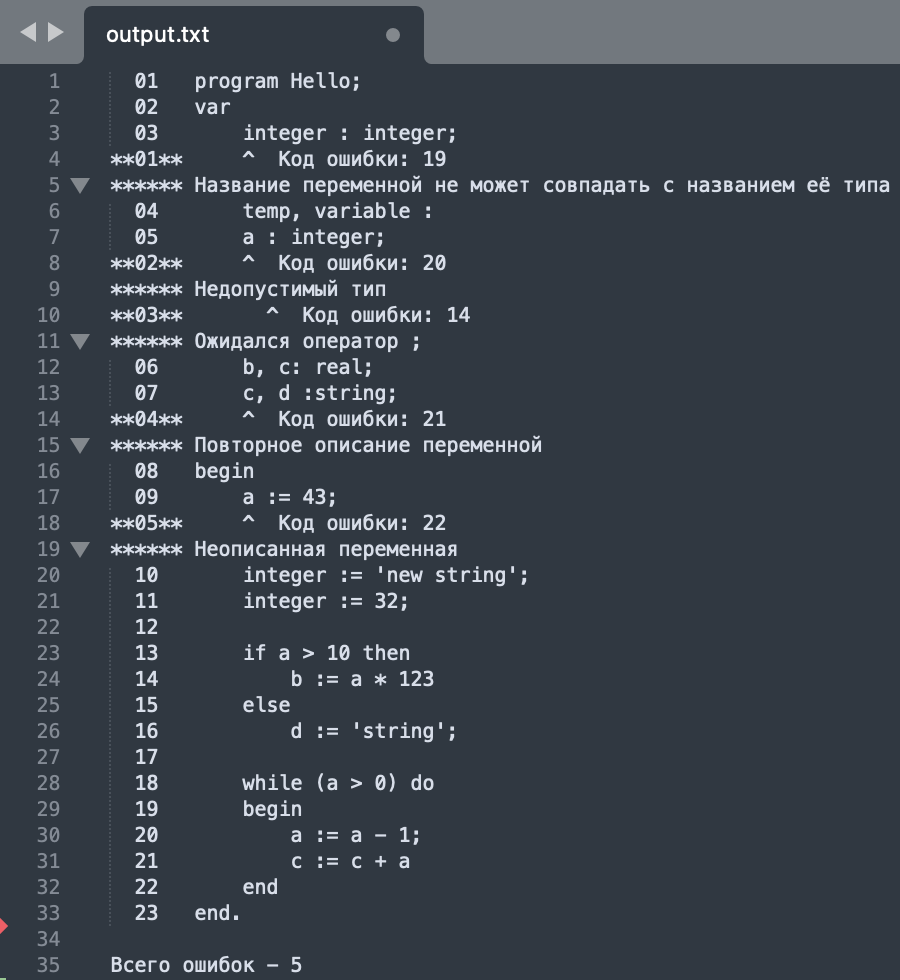 output.txt
1 01 program Hello;
2 02 var
3 03 integer : integer;
4 **01** ^ Код ошибки: 19
5 ****** Название переменной не может совпадать с названием её типа
6 04 temp, variable :
7 05 a : integer;
8 **02** ^ Код ошибки: 20
9 ****** Недопустимый тип
10 **03** ^ Код ошибки: 14
11 ****** Ожидался оператор ;
12 06 b, c: real;
13 07 c, d :string;
14 **04** ^ Код ошибки: 21
15 ****** Повторное описание переменной
16 08 begin
17 09 a := 43;
18 **05** ^ Код ошибки: 22
19 ****** Неописанная переменная
20 10 integer := 'new string';
21 11 integer := 32;
22 12
23 13 if a > 10 then
24 14 b := a * 123
25 15 else
26 16 d := 'string';
27 17
28 18 while (a > 0) do
29 19 begin
30 20 a := a - 1;
31 21 c := c + a
32 22 end
33 23 end.
34
35 Всего ошибок - 5